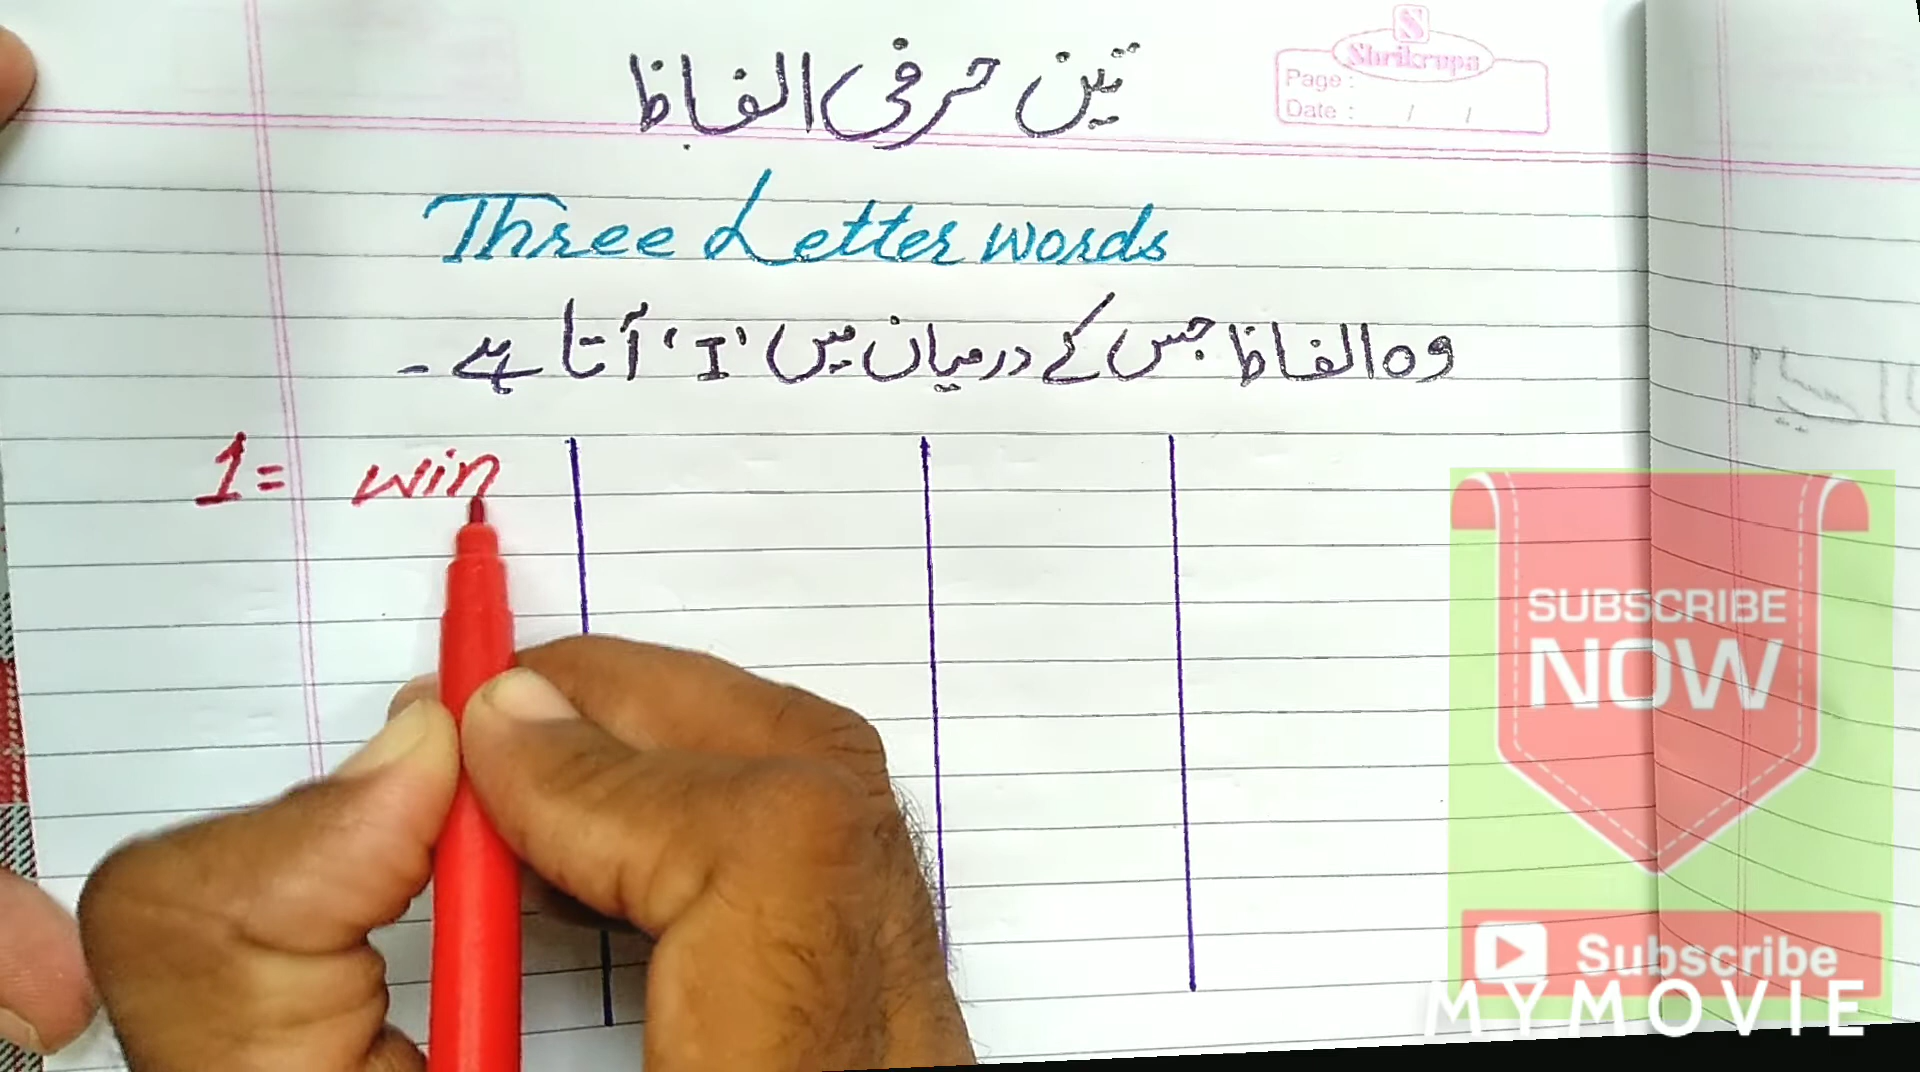 تین حرفی الفاظ
S
Shrikrupa
Page :
Date : / /
Three Letter words
وہ الفاظ جس کے درمیان میں 'I' آتا ہے۔
1= win
SUBSCRIBE
NOW
Subscribe
MYMOVIE